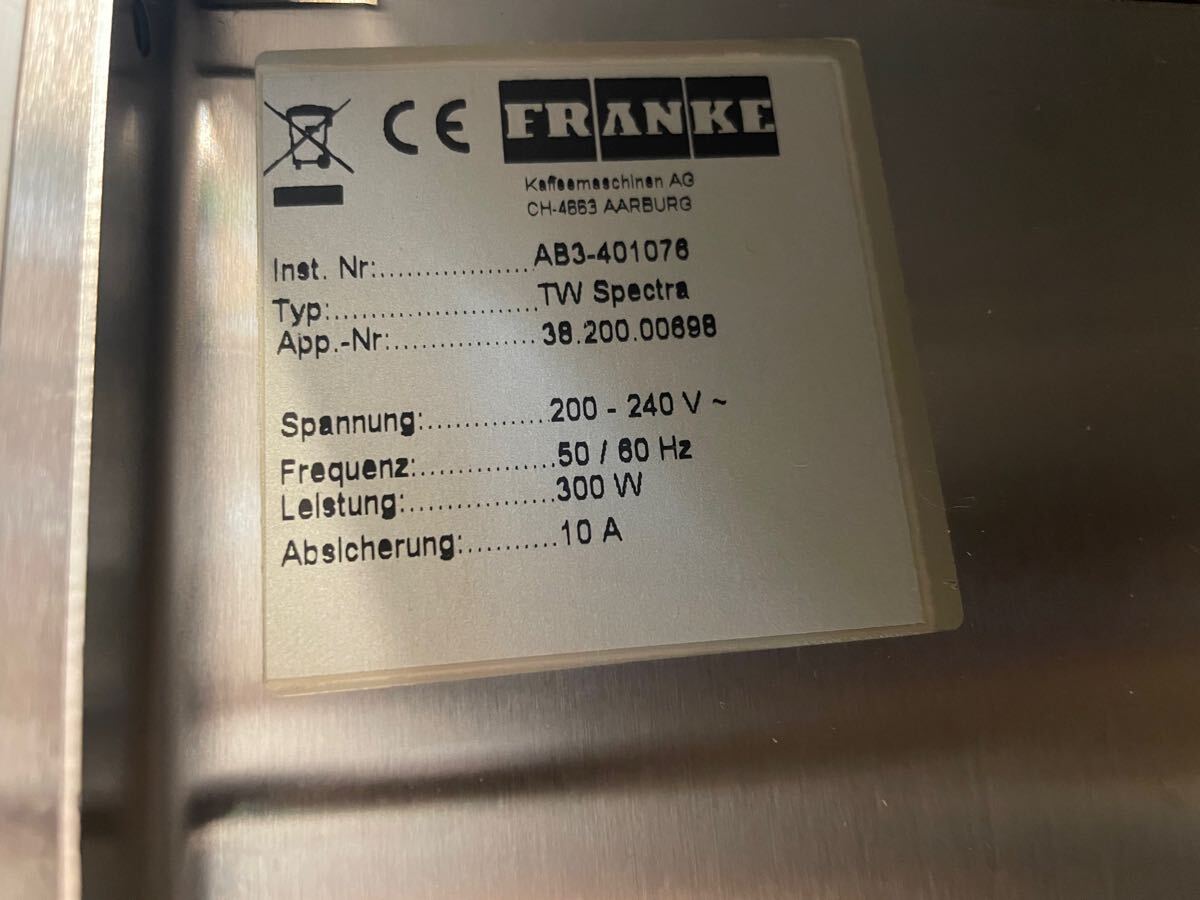 CE FRANKE
Kaffeemaschinen AG
CH-4663 AARBURG
Inst. Nr:..................AB3-401076
Typ:........................TW Spectra
App.-Nr:.................38.200.00698
Spannung:..............200 - 240 V ~
Frequenz:................50 / 60 Hz
Leistung:.................300 W
Absicherung:...........10 A